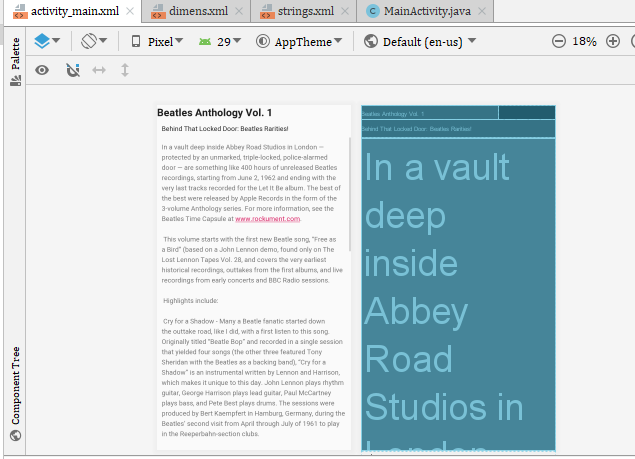 activity_main.xml
dimens.xml
strings.xml
MainActivity.java
Palette
Pixel
29
AppTheme
Default (en-us)
18%
Beatles Anthology Vol. 1
Behind That Locked Door: Beatles Rarities!
In a vault deep inside Abbey Road Studios in London —
protected by an unmarked, triple-locked, police-alarmed
door — are something like 400 hours of unreleased Beatles
recordings, starting from June 2, 1962 and ending with the
very last tracks recorded for the Let It Be album. The best of
the best were released by Apple Records in the form of the
3-volume Anthology series. For more information, see the
Beatles Time Capsule at www.rockument.com.
This volume starts with the first new Beatle song, "Free as
a Bird" (based on a John Lennon demo, found only on The
Lost Lennon Tapes Vol. 28, and covers the very earliest
historical recordings, outtakes from the first albums, and live
recordings from early concerts and BBC Radio sessions.
Highlights include:
Cry for a Shadow - Many a Beatle fanatic started down
the outtake road, like I did, with a first listen to this song.
Originally titled "Beatle Bop" and recorded in a single session
that yielded four songs (the other three featured Tony
Sheridan with the Beatles as a backing band), "Cry for a
Shadow" is an instrumental written by Lennon and Harrison,
which makes it unique to this day. John Lennon plays rhythm
guitar, George Harrison plays lead guitar, Paul McCartney
plays bass, and Pete Best plays drums. The sessions were
produced by Bert Kaempfert in Hamburg, Germany, during the
Beatles' second visit from April through July of 1961 to play
in the Reeperbahn-section clubs.
Beatles Anthology Vol. 1
Behind That Locked Door: Beatles Rarities!
In a vault
deep
inside
Abbey
Road
Studios in
London
Component Tree